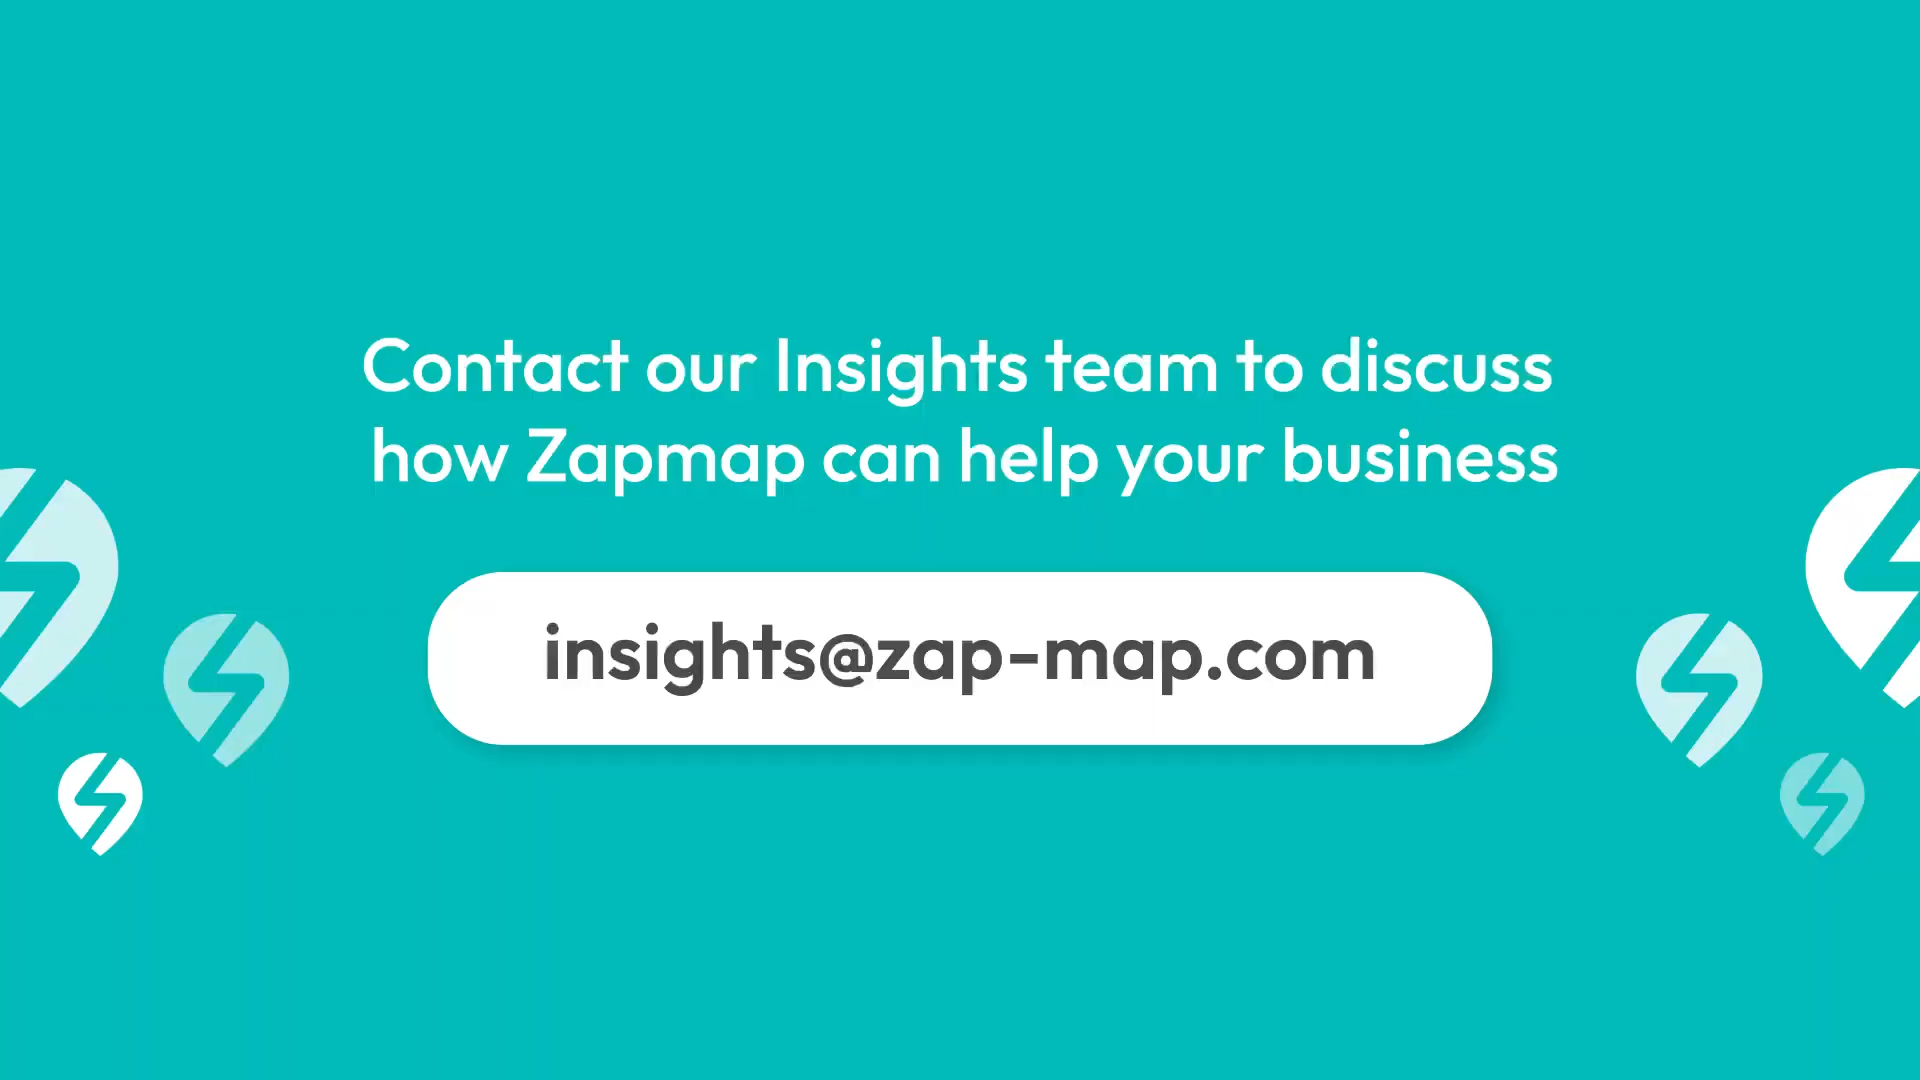 Contact our Insights team to discuss
how Zapmap can help your business
insights@zap-map.com